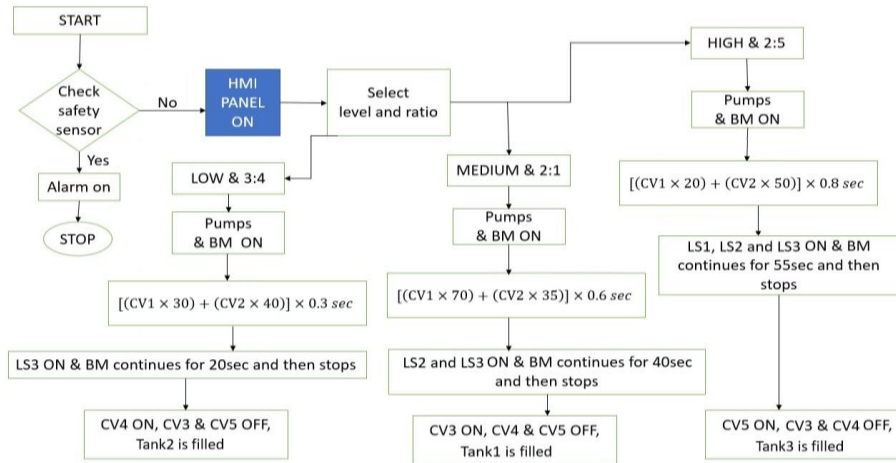 START
Check
safety
sensor
No
Yes
Alarm on
STOP
HMI
PANEL
ON
Select
level and ratio
LOW & 3:4
Pumps
& BM ON
[(CV1 × 30) + (CV2 × 40)] × 0.3 sec
LS3 ON & BM continues for 20sec and then stops
CV4 ON, CV3 & CV5 OFF,
Tank2 is filled
MEDIUM & 2:1
Pumps
& BM ON
[(CV1 × 70) + (CV2 × 35)] × 0.6 sec
LS2 and LS3 ON & BM continues for 40sec
and then stops
CV3 ON, CV4 & CV5 OFF,
Tank1 is filled
HIGH & 2:5
Pumps
& BM ON
[(CV1 × 20) + (CV2 × 50)] × 0.8 sec
LS1, LS2 and LS3 ON & BM
continues for 55sec and then
stops
CV5 ON, CV3 & CV4 OFF,
Tank3 is filled